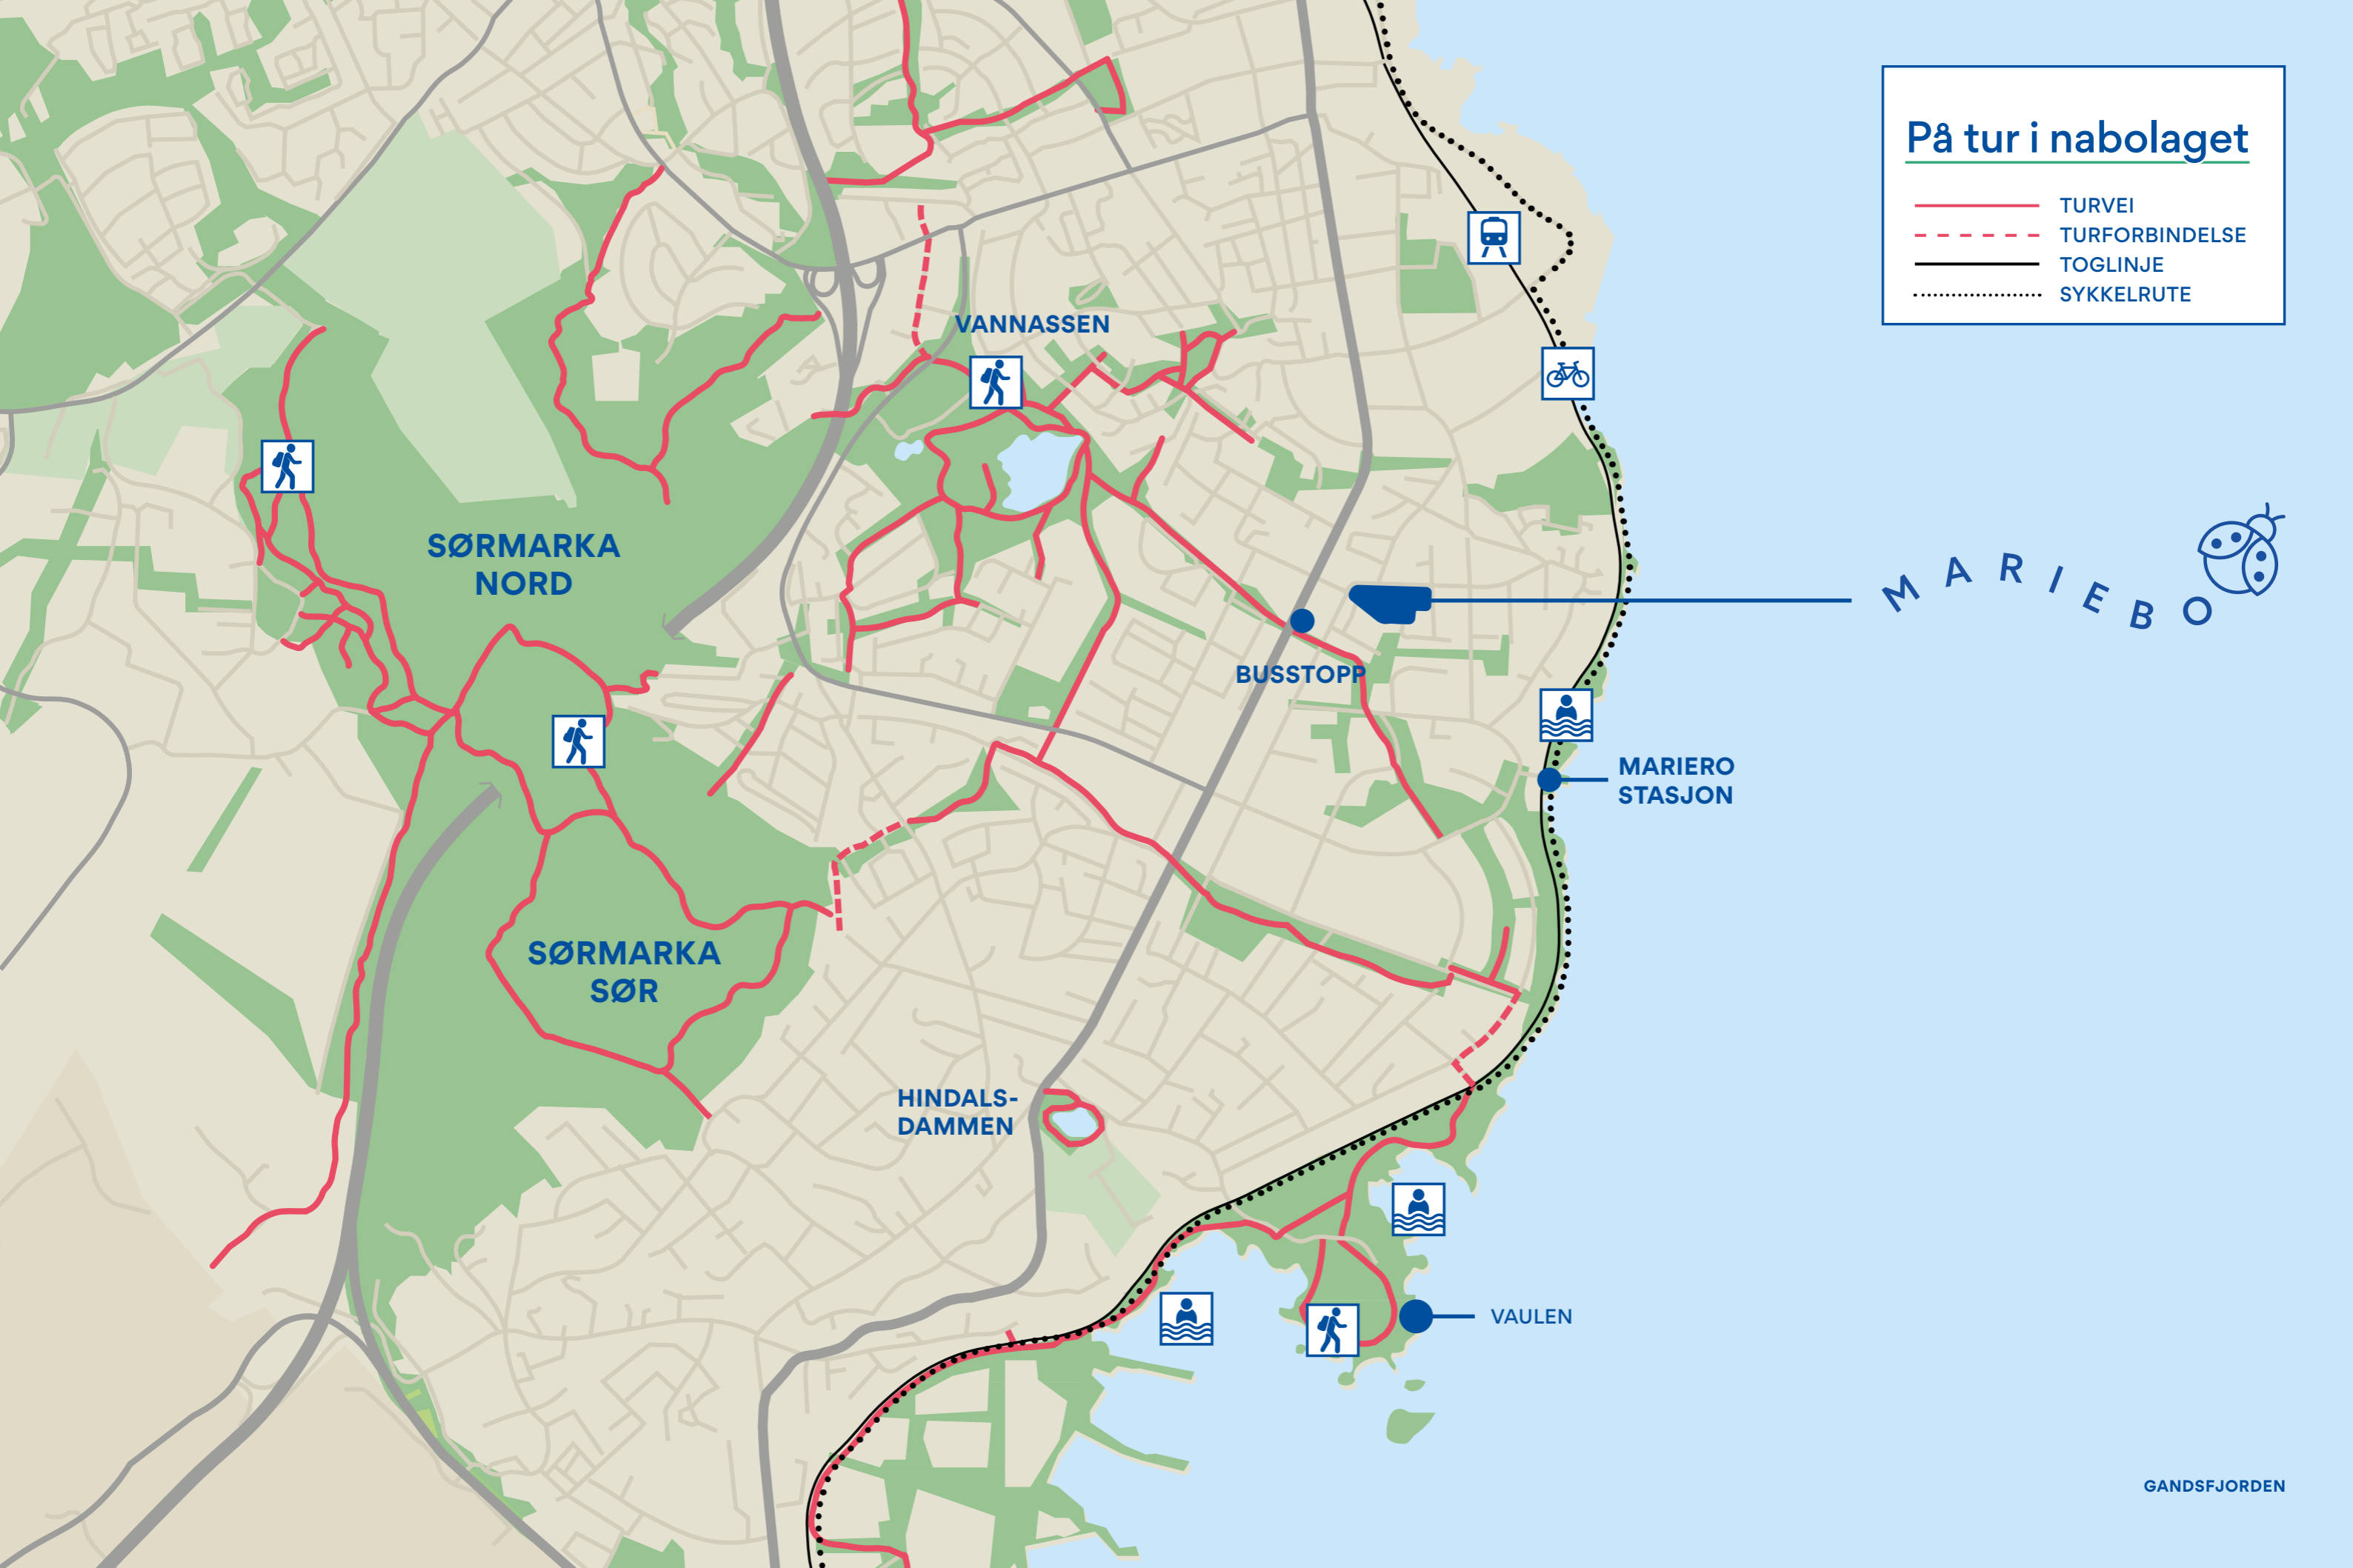 På tur i nabolaget
TURVEI
TURFORBINDELSE
TOGLINJE
SYKKELRUTE
VANNASSEN
SØRMARKA
NORD
MARIEBO
BUSSTOPP
MARIERO
STASJON
SØRMARKA
SØR
HINDALS-
DAMMEN
VAULEN
GANDSFJORDEN